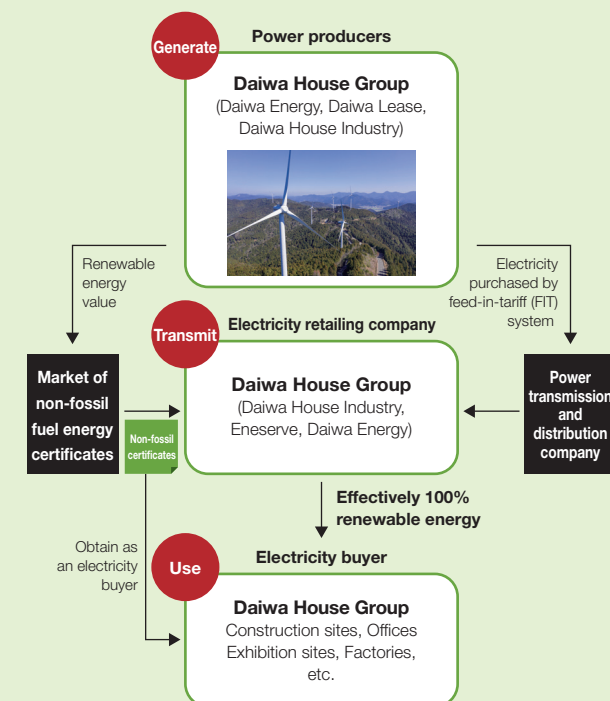 Generate
Power producers
Daiwa House Group
(Daiwa Energy, Daiwa Lease,
Daiwa House Industry)
Renewable
energy
value
Electricity
purchased by
feed-in-tariff (FIT)
system
Transmit
Electricity retailing company
Market of
non-fossil
fuel energy
certificates
Non-fossil
certificates
Daiwa House Group
(Daiwa House Industry,
Eneserve, Daiwa Energy)
Power
transmission
and
distribution
company
Effectively 100%
renewable energy
Obtain as
an electricity
buyer
Use
Electricity buyer
Daiwa House Group
Construction sites, Offices
Exhibition sites, Factories,
etc.